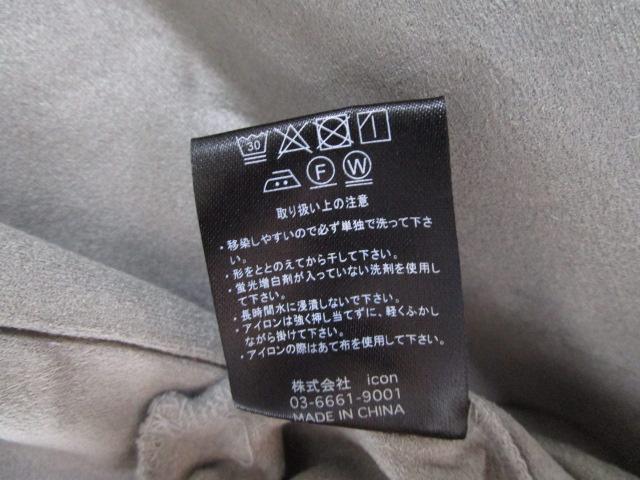 30
F W
取り扱い上の注意
・移染しやすいので必ず単独で洗って下さ
い。
・形をととのえてから干して下さい。
・蛍光増白剤が入っていない洗剤を使用し
て下さい。
・長時間水に浸漬しないで下さい。
・アイロンは強く押し当てずに、軽くふかし
ながら掛けて下さい。
・アイロンの際はあて布を使用して下さい。
株式会社 icon
03-6661-9001
MADE IN CHINA